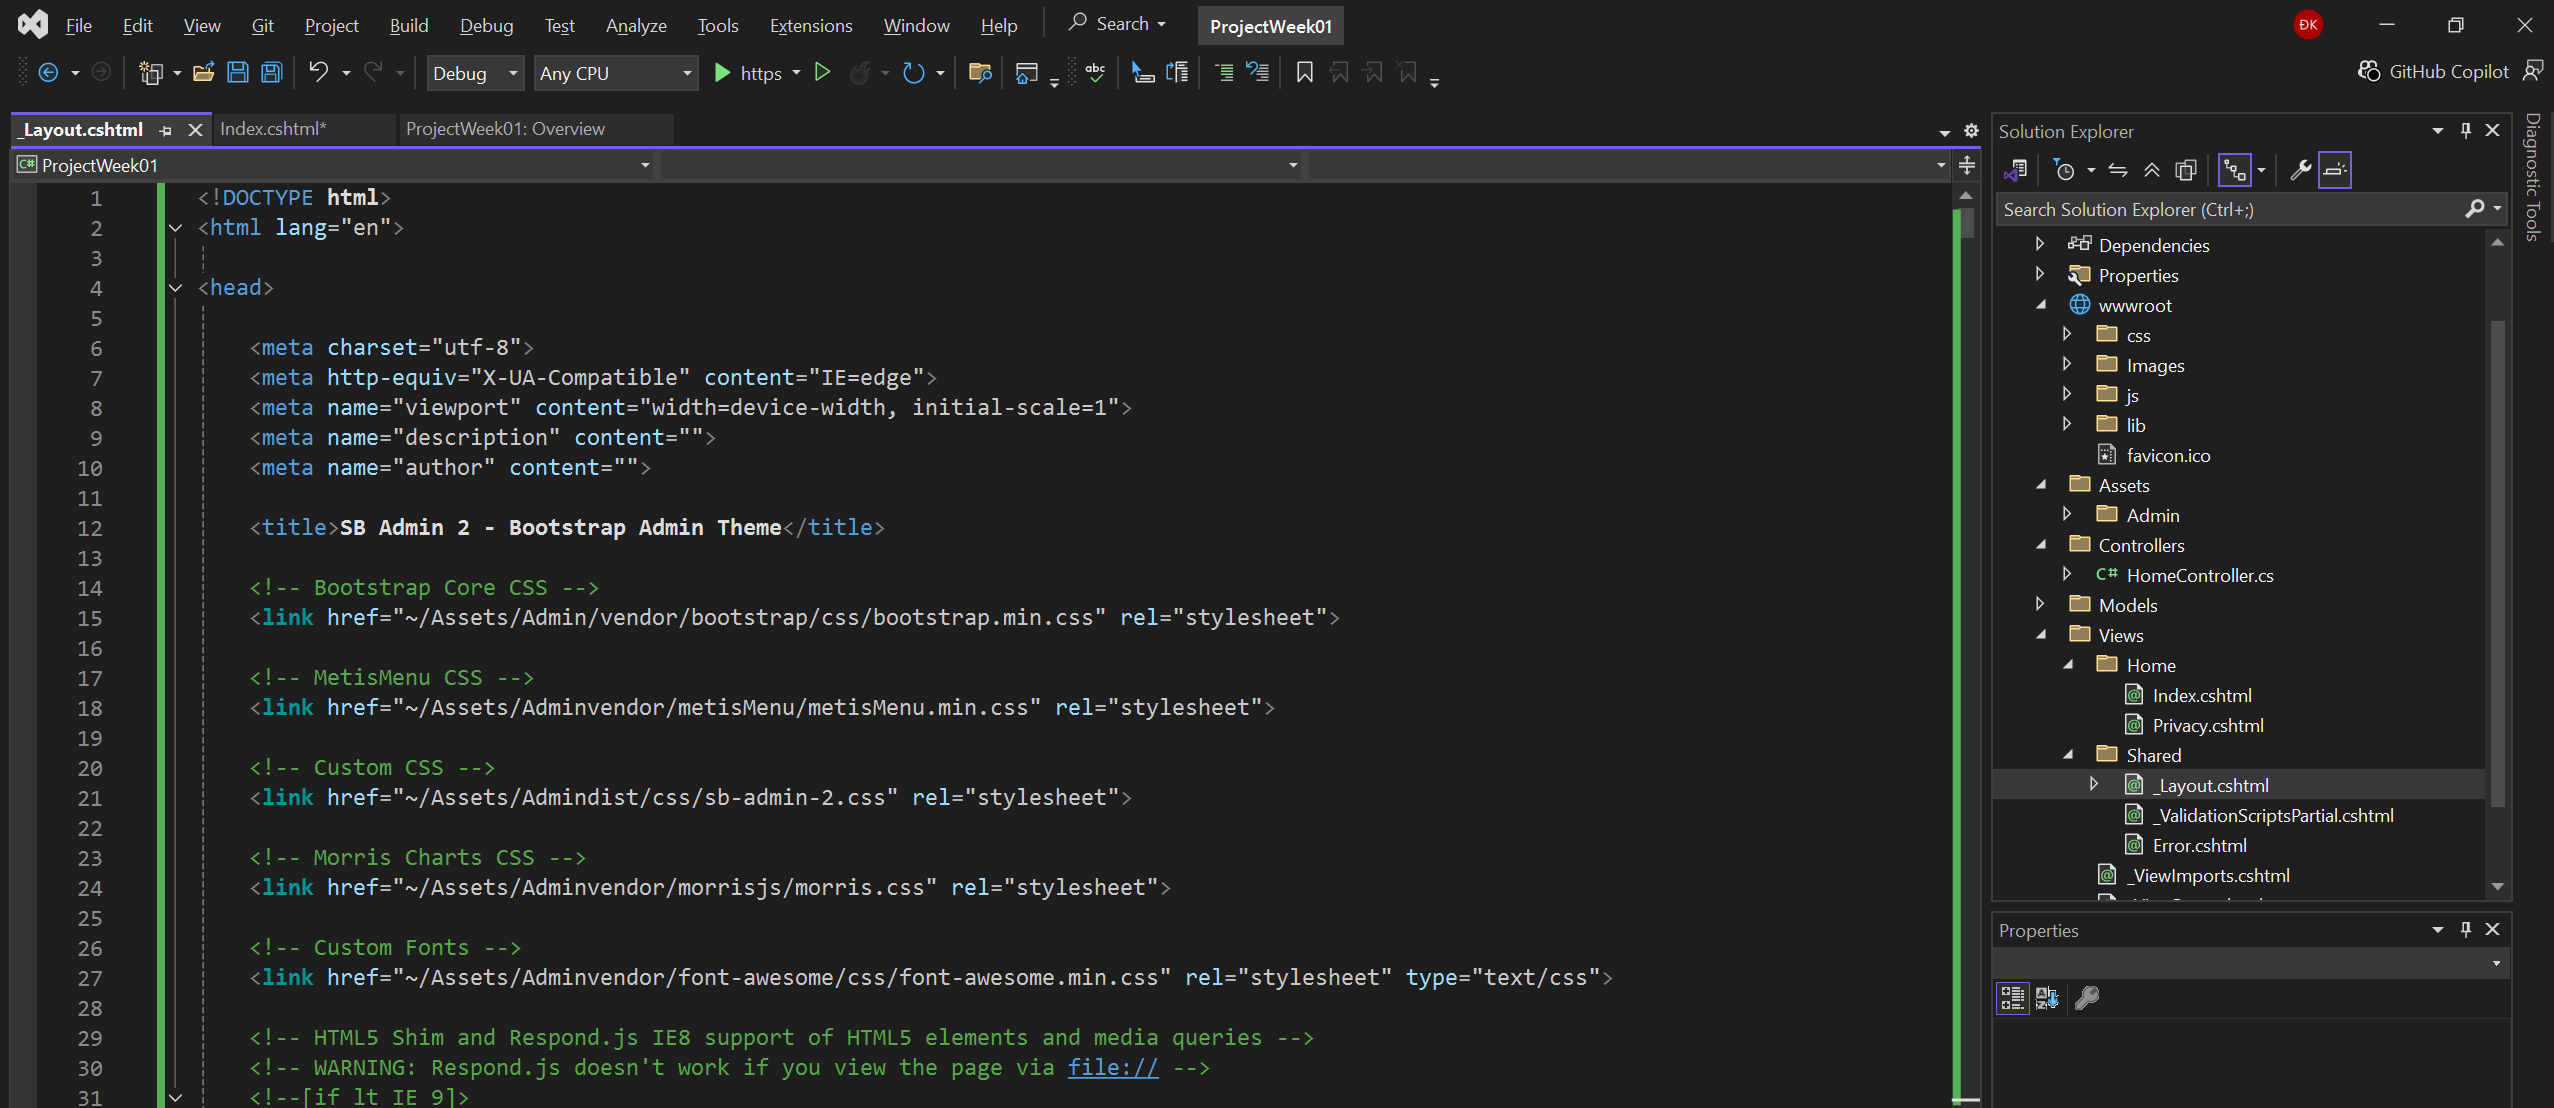 File Edit View Git Project Build Debug Test Analyze Tools Extensions Window Help Search ProjectWeek01 ĐK
Debug Any CPU https abc GitHub Copilot
_Layout.cshtml Index.cshtml* ProjectWeek01: Overview
C# ProjectWeek01
1 <!DOCTYPE html>
2 <html lang="en">
3
4 <head>
5
6 <meta charset="utf-8">
7 <meta http-equiv="X-UA-Compatible" content="IE=edge">
8 <meta name="viewport" content="width=device-width, initial-scale=1">
9 <meta name="description" content="">
10 <meta name="author" content="">
11
12 <title>SB Admin 2 - Bootstrap Admin Theme</title>
13
14 <!-- Bootstrap Core CSS -->
15 <link href="~/Assets/Admin/vendor/bootstrap/css/bootstrap.min.css" rel="stylesheet">
16
17 <!-- MetisMenu CSS -->
18 <link href="~/Assets/Adminvendor/metisMenu/metisMenu.min.css" rel="stylesheet">
19
20 <!-- Custom CSS -->
21 <link href="~/Assets/Admindist/css/sb-admin-2.css" rel="stylesheet">
22
23 <!-- Morris Charts CSS -->
24 <link href="~/Assets/Adminvendor/morrisjs/morris.css" rel="stylesheet">
25
26 <!-- Custom Fonts -->
27 <link href="~/Assets/Adminvendor/font-awesome/css/font-awesome.min.css" rel="stylesheet" type="text/css">
28
29 <!-- HTML5 Shim and Respond.js IE8 support of HTML5 elements and media queries -->
30 <!-- WARNING: Respond.js doesn't work if you view the page via file:// -->
31 <!--[if lt IE 9]>
Solution Explorer
Search Solution Explorer (Ctrl+;)
Dependencies
Properties
wwwroot
css
Images
js
lib
favicon.ico
Assets
Admin
Controllers
C# HomeController.cs
Models
Views
Home
Index.cshtml
Privacy.cshtml
Shared
_Layout.cshtml
_ValidationScriptsPartial.cshtml
Error.cshtml
_ViewImports.cshtml
Properties
Diagnostic Tools